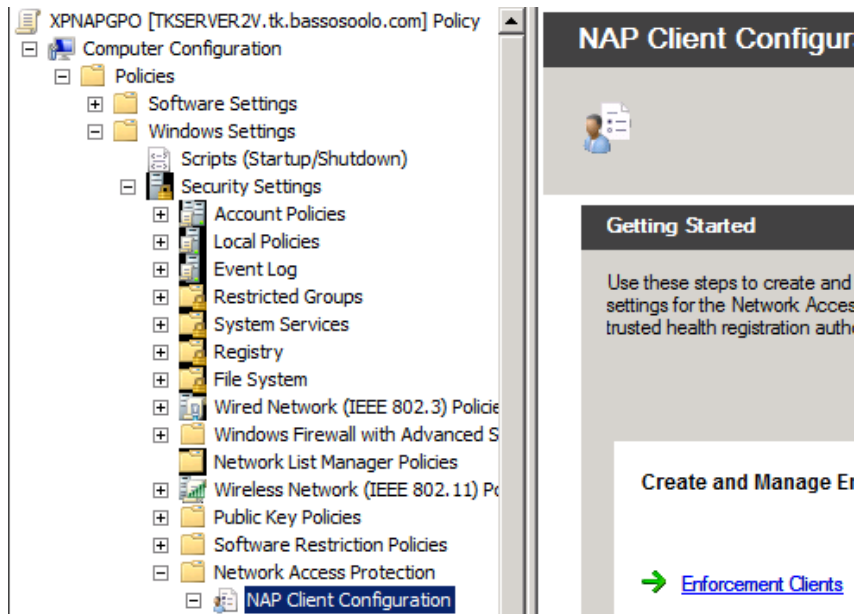 XPNAPGPO [TKSERVER2V.tk.bassosoolo.com] Policy
Computer Configuration
Policies
Software Settings
Windows Settings
Scripts (Startup/Shutdown)
Security Settings
Account Policies
Local Policies
Event Log
Restricted Groups
System Services
Registry
File System
Wired Network (IEEE 802.3) Policie
Windows Firewall with Advanced S
Network List Manager Policies
Wireless Network (IEEE 802.11) Po
Public Key Policies
Software Restriction Policies
Network Access Protection
NAP Client Configuration
NAP Client Configura
Getting Started
Use these steps to create and
settings for the Network Acces
trusted health registration autho
Create and Manage En
Enforcement Clients